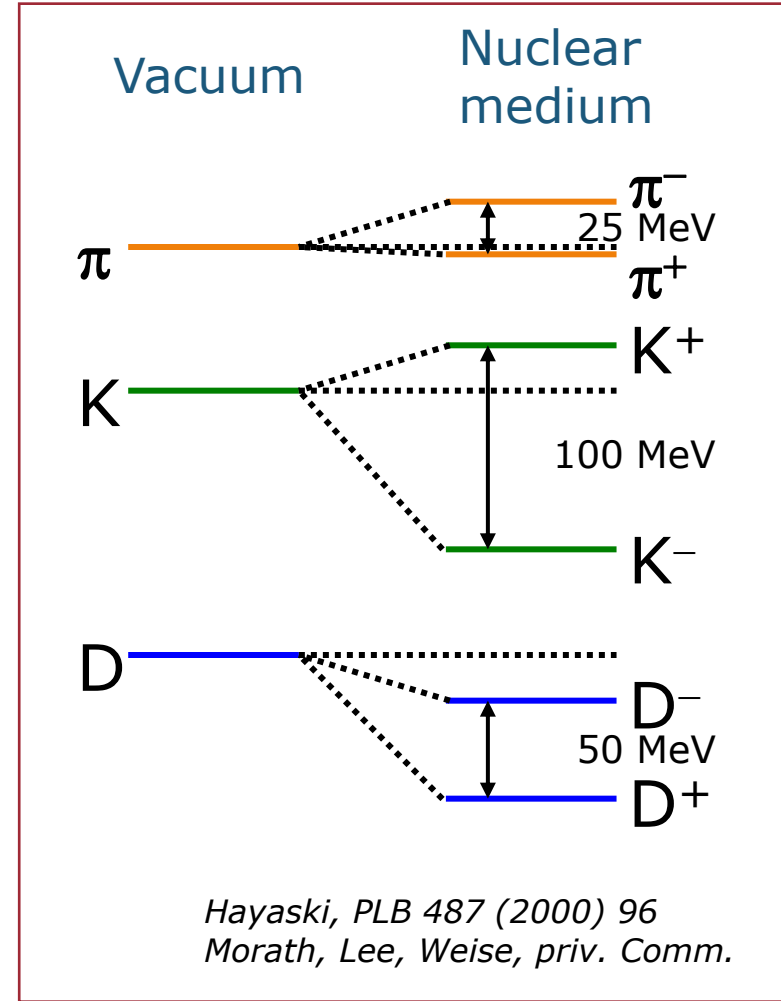 Vacuum
Nuclear
medium
π
π⁻
25 MeV
π⁺
K
K⁺
100 MeV
K⁻
D
D⁻
50 MeV
D⁺
Hayaski, PLB 487 (2000) 96
Morath, Lee, Weise, priv. Comm.